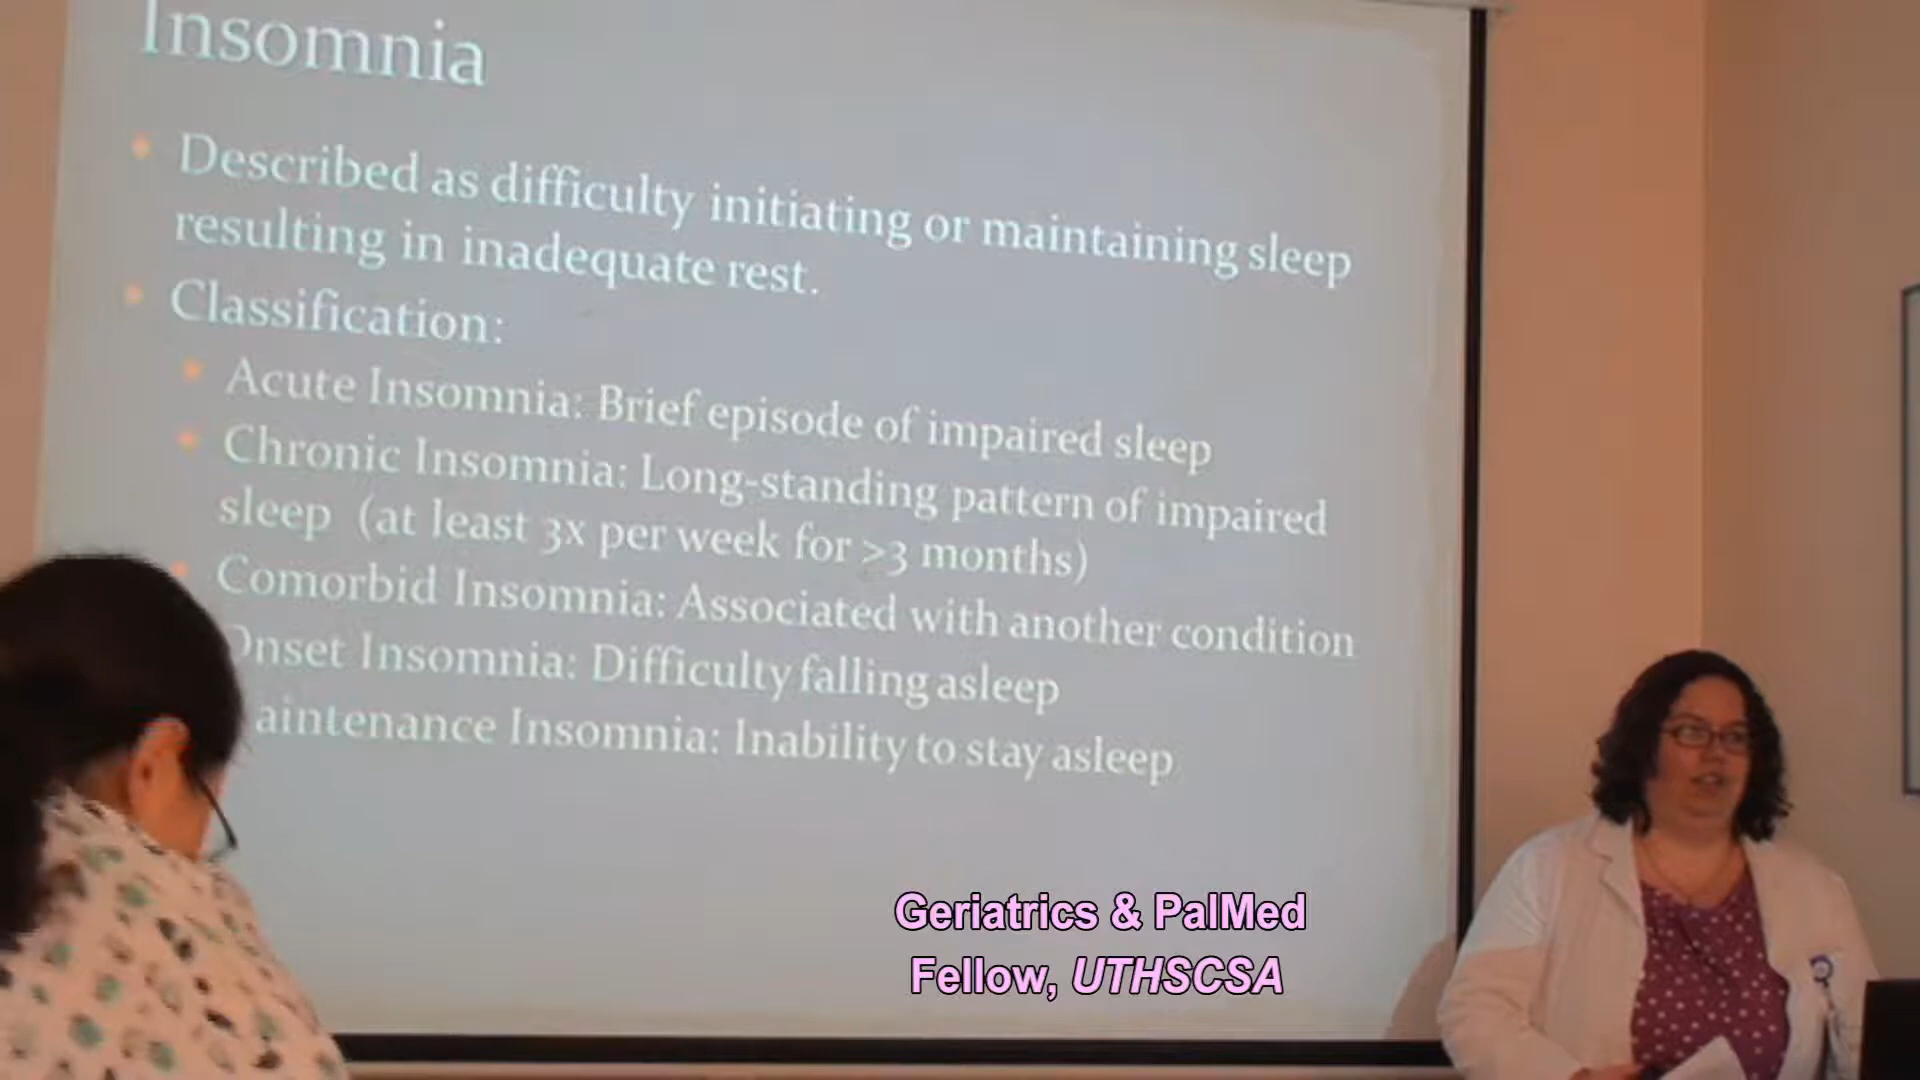 Insomnia
Described as difficulty initiating or maintaining sleep
resulting in inadequate rest.
Classification:
Acute Insomnia: Brief episode of impaired sleep
Chronic Insomnia: Long-standing pattern of impaired
sleep (at least 3x per week for >3 months)
Comorbid Insomnia: Associated with another condition
Onset Insomnia: Difficulty falling asleep
aintenance Insomnia: Inability to stay asleep
Geriatrics & PalMed
Fellow, UTHSCSA